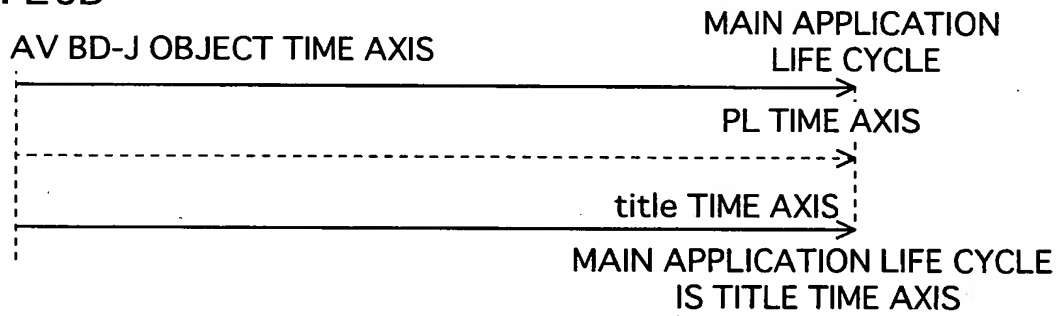 AV BD-J OBJECT TIME AXIS
MAIN APPLICATION
LIFE CYCLE
PL TIME AXIS
title TIME AXIS
MAIN APPLICATION LIFE CYCLE
IS TITLE TIME AXIS